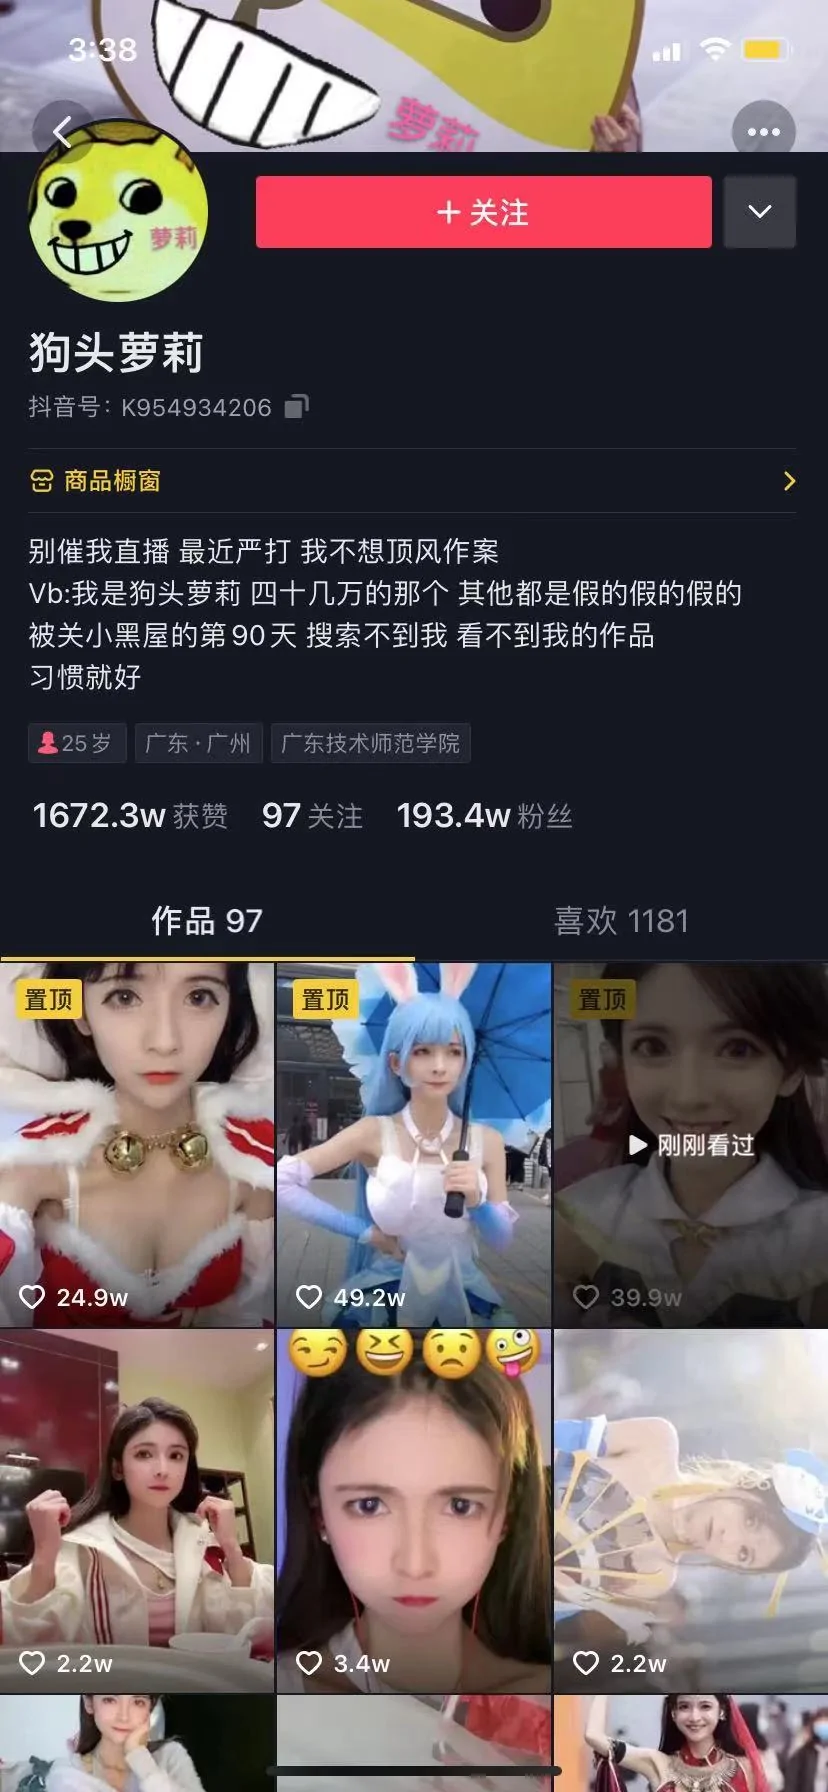 3:38
萝莉
萝莉
+ 关注
狗头萝莉
抖音号：K954934206
商品橱窗
别催我直播 最近严打 我不想顶风作案
Vb:我是狗头萝莉 四十几万的那个 其他都是假的假的假的
被关小黑屋的第90天 搜索不到我 看不到我的作品
习惯就好
25岁 广东·广州 广东技术师范学院
1672.3w 获赞 97 关注 193.4w 粉丝
作品 97 喜欢 1181
置顶 置顶 置顶
刚刚看过
24.9w 49.2w 39.9w
2.2w 3.4w 2.2w